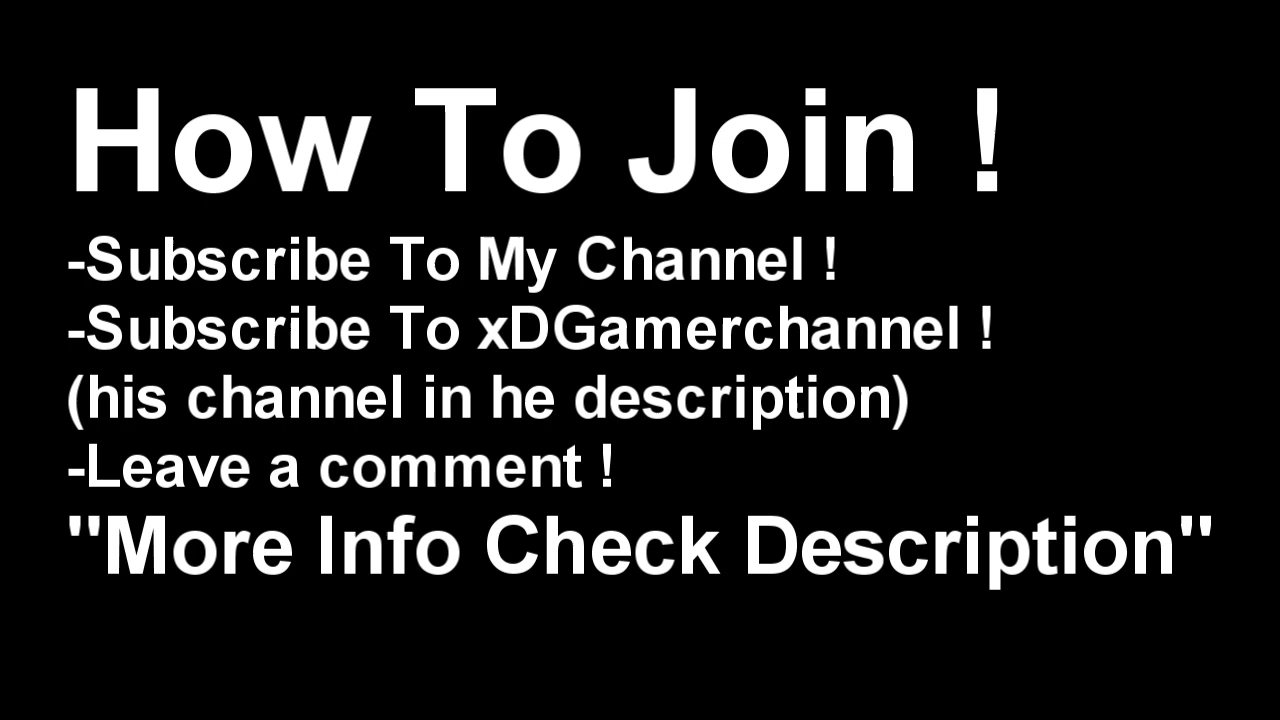 How To Join !
-Subscribe To My Channel !
-Subscribe To xDGamerchannel !
(his channel in he description)
-Leave a comment !
"More Info Check Description"